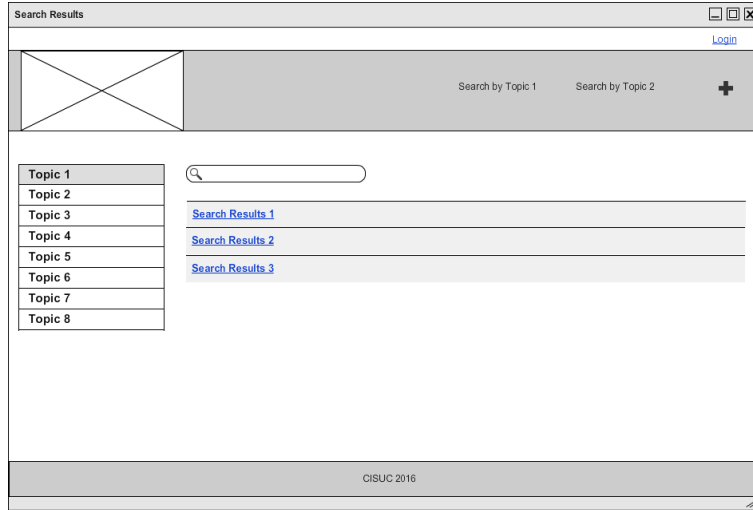 Search Results
Login
Search by Topic 1 Search by Topic 2
Topic 1
Topic 2
Topic 3
Topic 4
Topic 5
Topic 6
Topic 7
Topic 8
Search Results 1
Search Results 2
Search Results 3
CISUC 2016